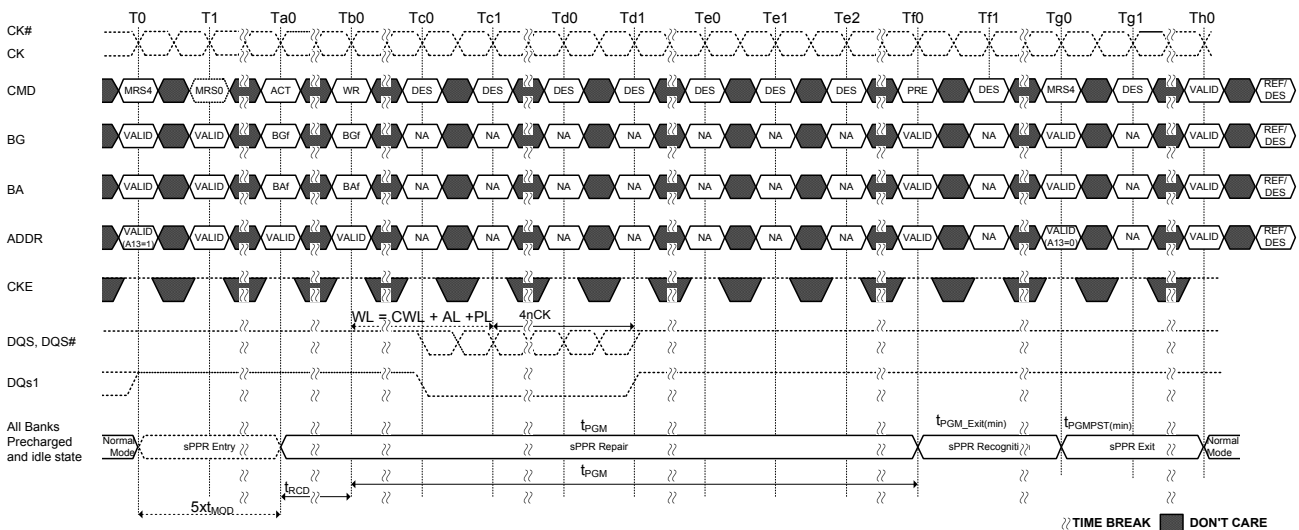 T0 T1 Ta0 Tb0 Tc0 Tc1 Td0 Td1 Te0 Te1 Te2 Tf0 Tf1 Tg0 Tg1 Th0
CK#
CK
CMD MRS4 MRS0 ACT WR DES DES DES DES DES DES DES PRE DES MRS4 DES VALID REF/ DES
BG VALID VALID BGf BGf NA NA NA NA NA NA NA VALID NA VALID NA VALID REF/ DES
BA VALID VALID BAf BAf NA NA NA NA NA NA NA VALID NA VALID NA VALID REF/ DES
ADDR VALID (A13=1) VALID VALID VALID NA NA NA NA NA NA NA VALID NA VALID (A13=0) NA VALID REF/ DES
CKE
WL = CWL + AL +PL 4nCK
DQS, DQS#
DQs1
All Banks
Precharged
and idle state
tPGM tPGM_Exit(min) tPGMPST(min)
Normal Mode sPPR Entry sPPR Repair sPPR Recogniti sPPR Exit Normal Mode
tRCD tPGM
5xtMOD
TIME BREAK DON'T CARE